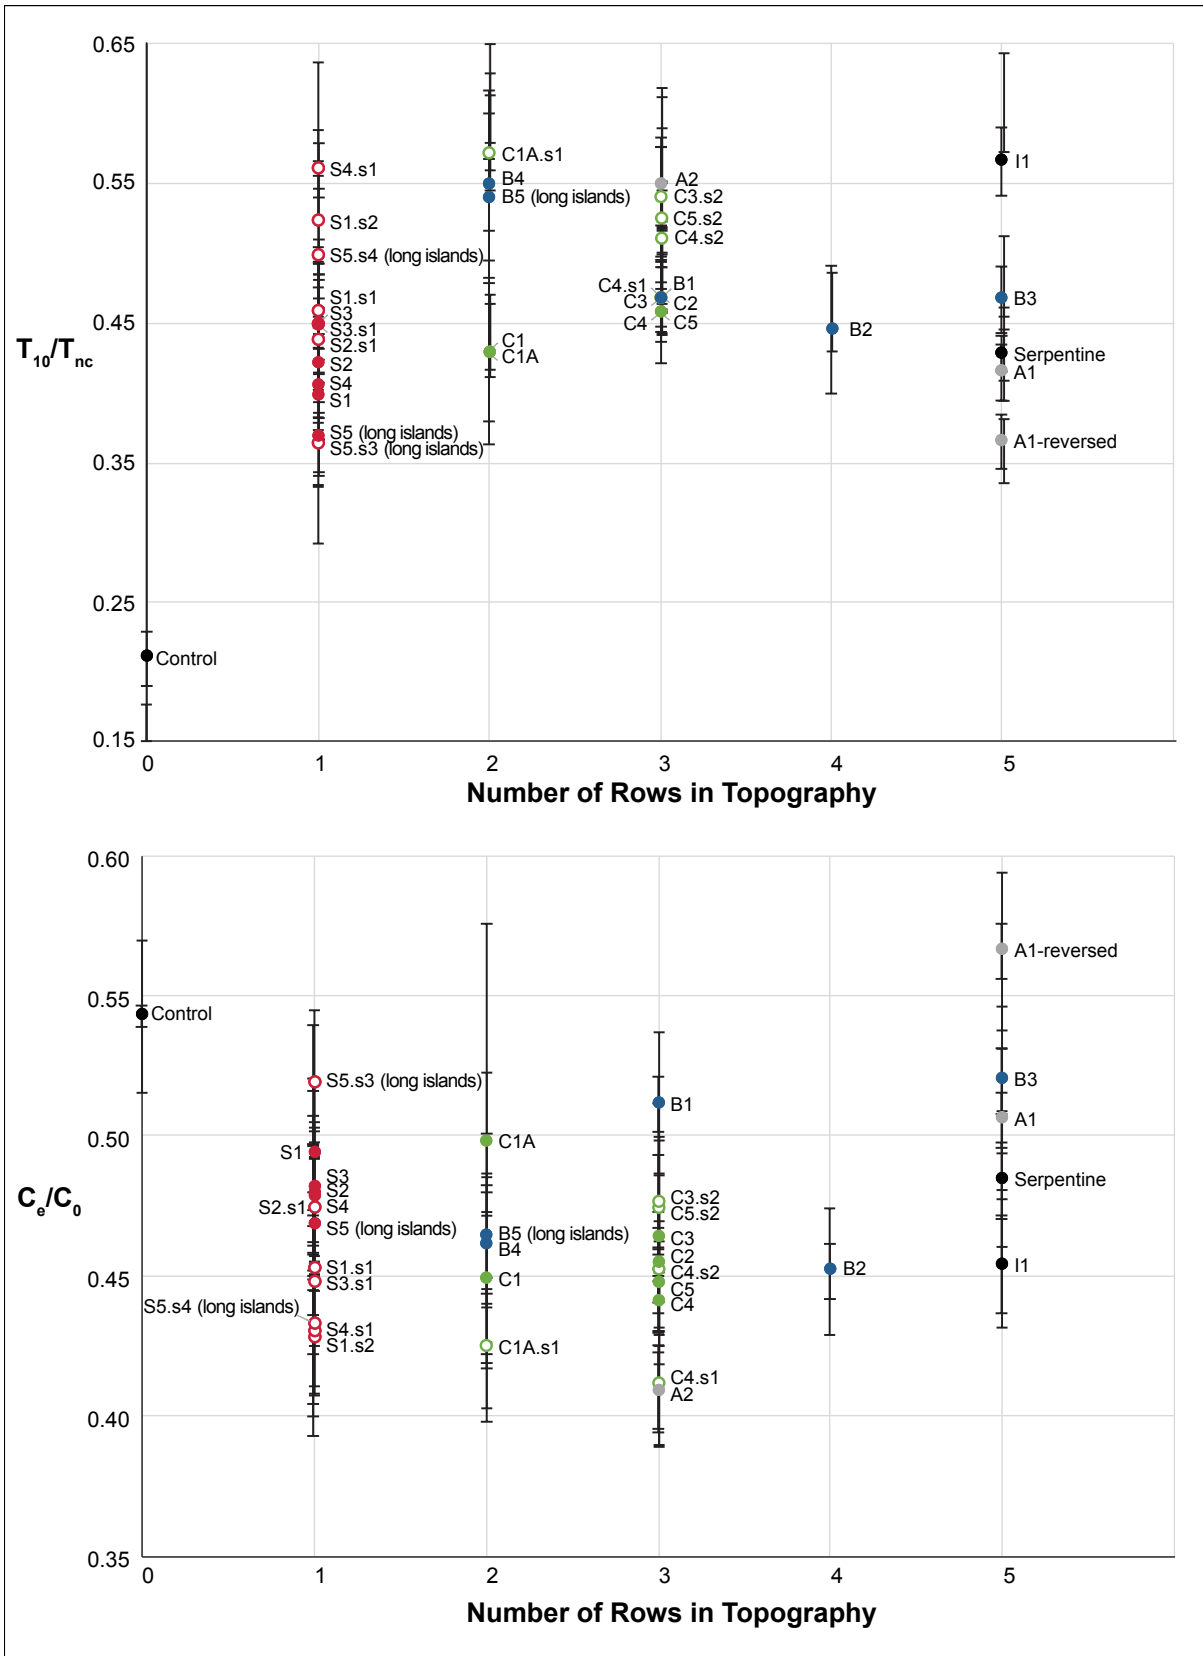 0.65
0.55
0.45
0.35
0.25
0.15
T10/Tnc
S4.s1
S1.s2
S5.s4 (long islands)
S1.s1
S3
S3.s1
S2.s1
S2
S4
S1
S5 (long islands)
S5.s3 (long islands)
Control
C1A.s1
B4
B5 (long islands)
C1
C1A
A2
C3.s2
C5.s2
C4.s2
C4.s1 B1
C3 C2
C4 C5
B2
I1
B3
Serpentine
A1
A1-reversed
0 1 2 3 4 5
Number of Rows in Topography
0.60
0.55
0.50
0.45
0.40
0.35
Ce/C0
Control
S5.s3 (long islands)
S1
S3
S2
S2.s1 S4
S5 (long islands)
S1.s1
S3.s1
S5.s4 (long islands)
S4.s1
S1.s2
C1A
B5 (long islands)
B4
C1
C1A.s1
B1
C3.s2
C5.s2
C3
C2
C4.s2
C5
C4
C4.s1
A2
B2
A1-reversed
B3
A1
Serpentine
I1
0 1 2 3 4 5
Number of Rows in Topography